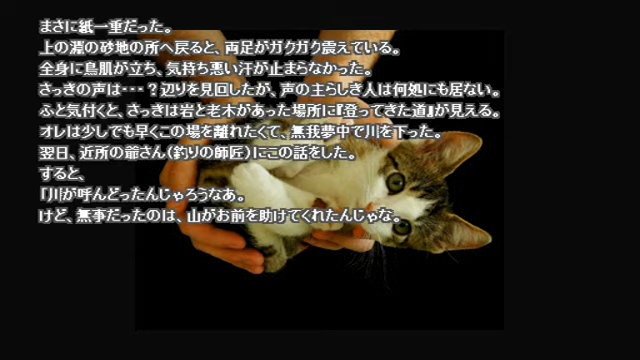 まさに紙一重だった。
上の淵の砂地の所へ戻ると、両足がガクガク震えている。
全身に鳥肌が立ち、気持ち悪い汗が止まらなかった。
さっきの声は・・・？辺りを見回したが、声の主らしき人は何処にも居ない。
ふと気付くと、さっきは岩と老木があった場所に『登ってきた道』が見える。
オレは少しでも早くこの場を離れたくて、無我夢中で川を下った。
翌日、近所の爺さん（釣りの師匠）にこの話をした。
すると、
「川が呼んどったんじゃろうなあ。
けど、無事だったのは、山がお前を助けてくれたんじゃな。